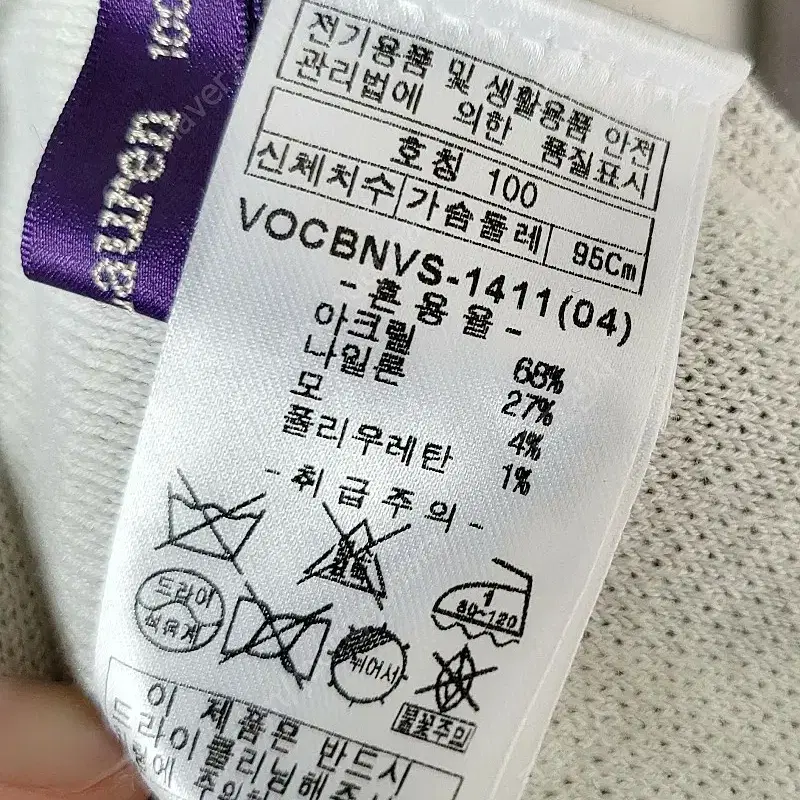 전기용품 및 생활용품 안전
관리법에 의한 품질표시
호칭 100
신체치수 가슴둘레 95Cm
VOCBNVS-1411(04)
- 혼용율 -
아크릴 68%
나일론 27%
모 4%
폴리우레탄 1%
- 취급주의 -
드라이
석유계
1
80~120
뉘어서
불꽃주의
이 제품은 반드시
드라이클리닝해주
auren